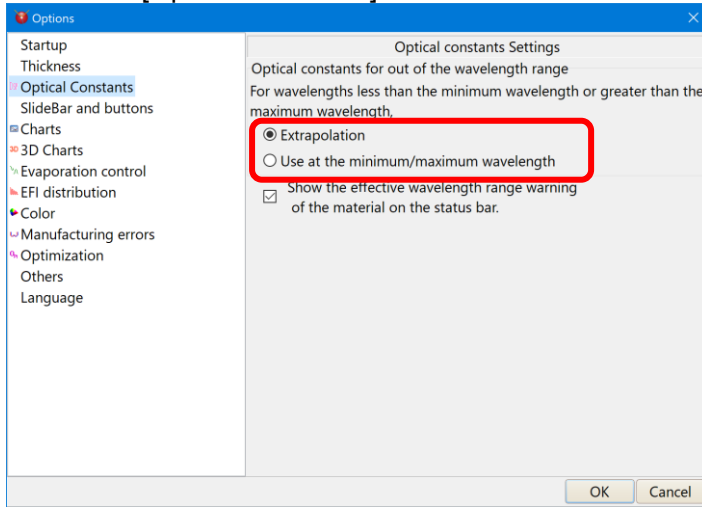 Options
Startup
Thickness
Optical Constants
SlideBar and buttons
Charts
3D Charts
Evaporation control
EFI distribution
Color
Manufacturing errors
Optimization
Others
Language
Optical constants Settings
Optical constants for out of the wavelength range
For wavelengths less than the minimum wavelength or greater than the
maximum wavelength,
Extrapolation
Use at the minimum/maximum wavelength
Show the effective wavelength range warning
of the material on the status bar.
OK
Cancel